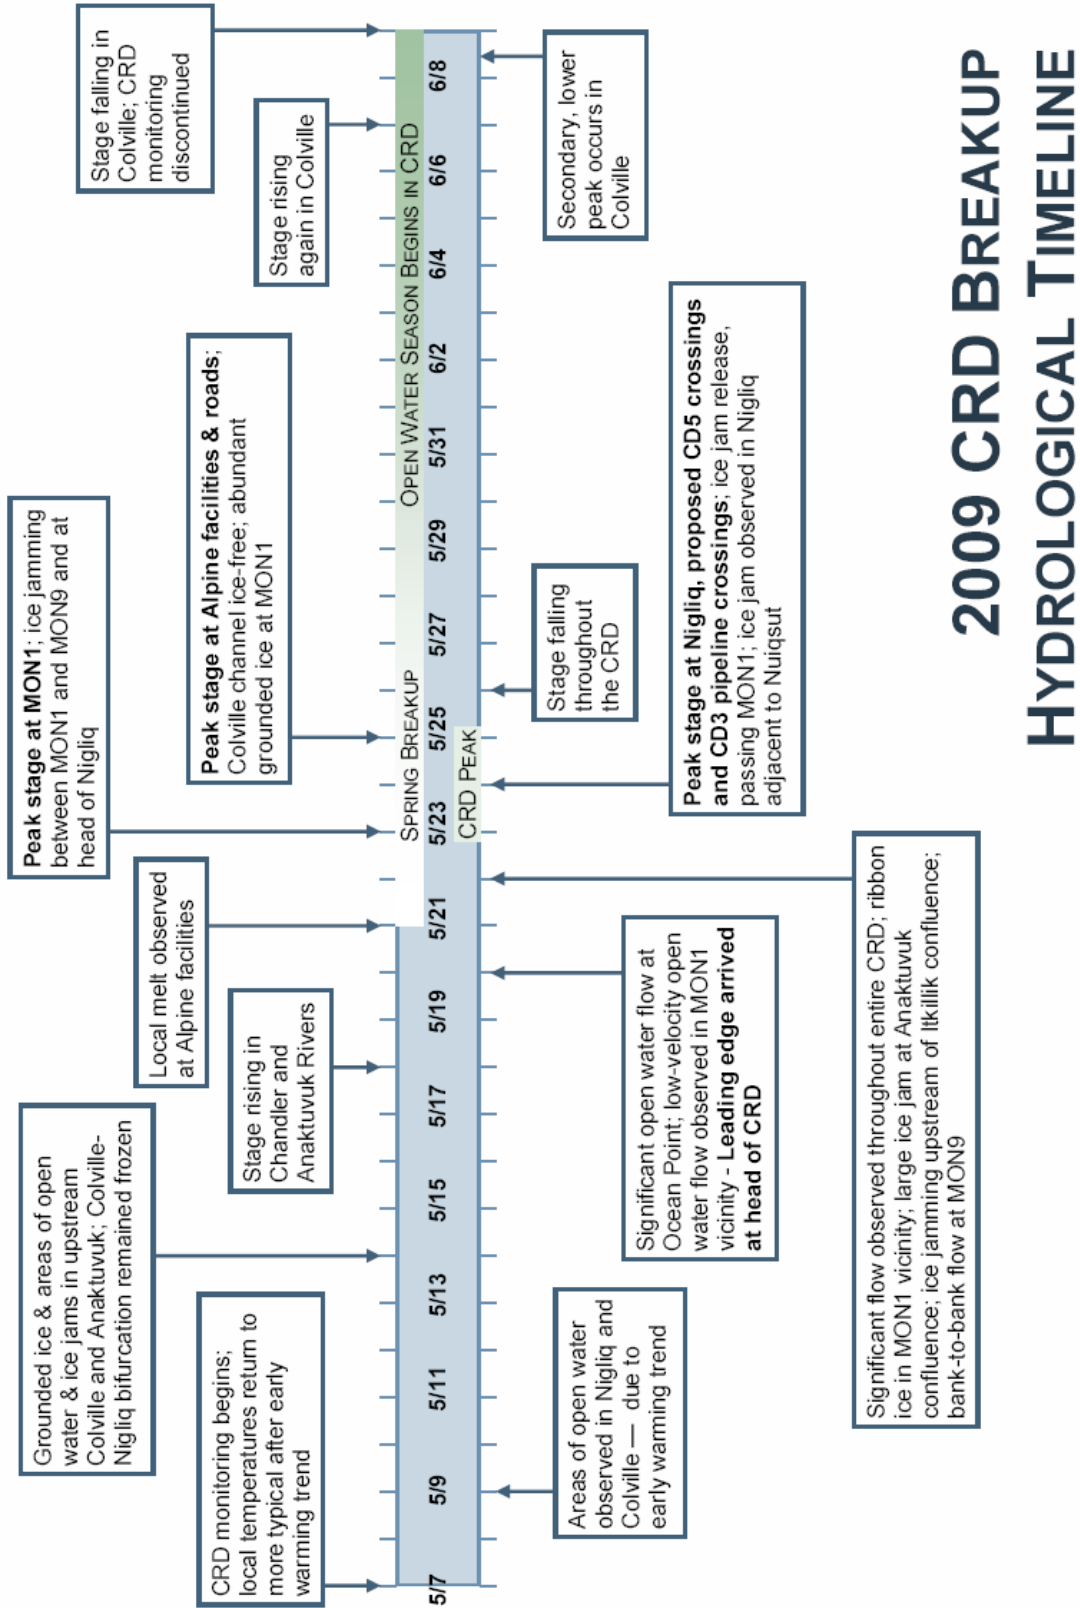 Grounded ice & areas of open
water & ice jams in upstream
Colville and Anaktuvuk; Colville-
Nigliq bifurcation remained frozen
Peak stage at MON1; ice jamming
between MON1 and MON9 and at
head of Nigliq
Stage falling in
Colville; CRD
monitoring
discontinued
Local melt observed
at Alpine facilities
CRD monitoring begins;
local temperatures return to
more typical after early
warming trend
Stage rising in
Chandler and
Anaktuvuk Rivers
Peak stage at Alpine facilities & roads;
Colville channel ice-free; abundant
grounded ice at MON1
Stage rising
again in Colville
SPRING BREAKUP
OPEN WATER SEASON BEGINS IN CRD
5/7
5/9
5/11
5/13
5/15
5/17
5/19
5/21
5/23
5/25
5/27
5/29
5/31
6/2
6/4
6/6
6/8
CRD PEAK
Areas of open water
observed in Nigliq and
Colville — due to
early warming trend
Significant open water flow at
Ocean Point; low-velocity open
water flow observed in MON1
vicinity - Leading edge arrived
at head of CRD
Stage falling
throughout
the CRD
Secondary, lower
peak occurs in
Colville
Peak stage at Nigliq, proposed CD5 crossings
and CD3 pipeline crossings; ice jam release,
passing MON1; ice jam observed in Nigliq
adjacent to Nuiqsut
Significant flow observed throughout entire CRD; ribbon
ice in MON1 vicinity; large ice jam at Anaktuvuk
confluence; ice jamming upstream of Itkillik confluence;
bank-to-bank flow at MON9
2009 CRD BREAKUP
HYDROLOGICAL TIMELINE